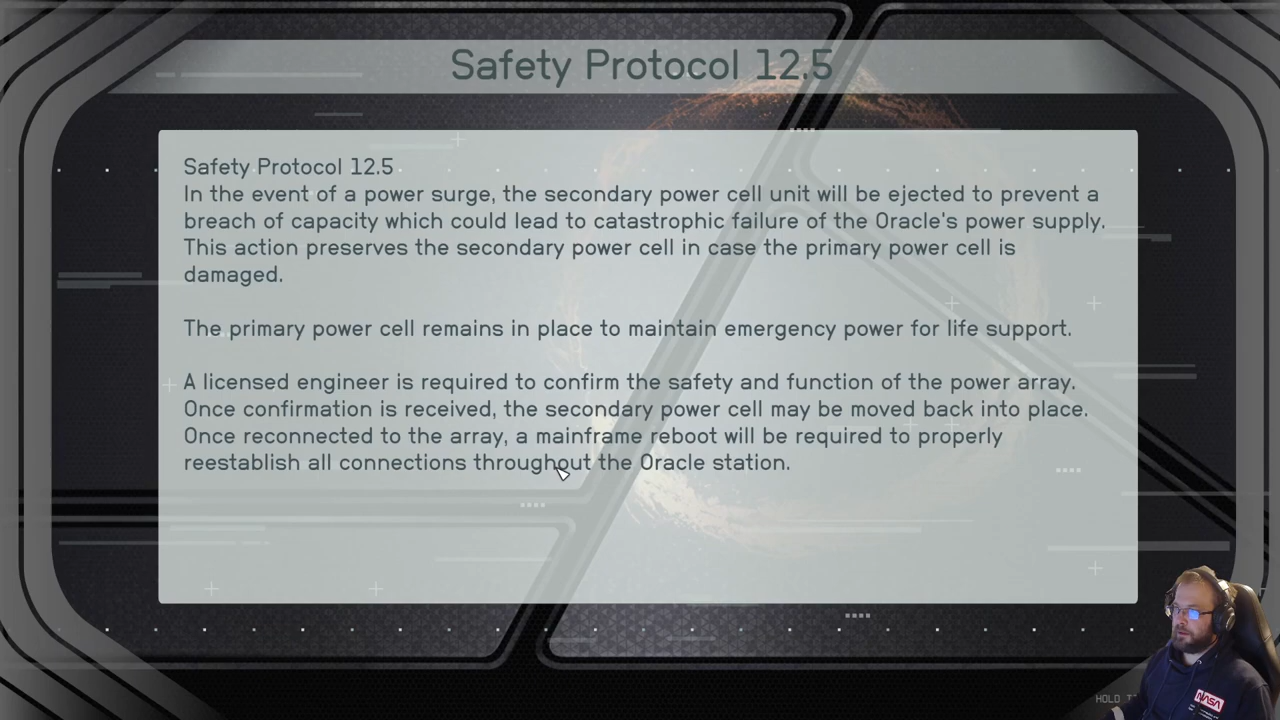 Safety Protocol 12.5
Safety Protocol 12.5
In the event of a power surge, the secondary power cell unit will be ejected to prevent a
breach of capacity which could lead to catastrophic failure of the Oracle's power supply.
This action preserves the secondary power cell in case the primary power cell is
damaged.
The primary power cell remains in place to maintain emergency power for life support.
A licensed engineer is required to confirm the safety and function of the power array.
Once confirmation is received, the secondary power cell may be moved back into place.
Once reconnected to the array, a mainframe reboot will be required to properly
reestablish all connections throughout the Oracle station.
HOLD
NASA